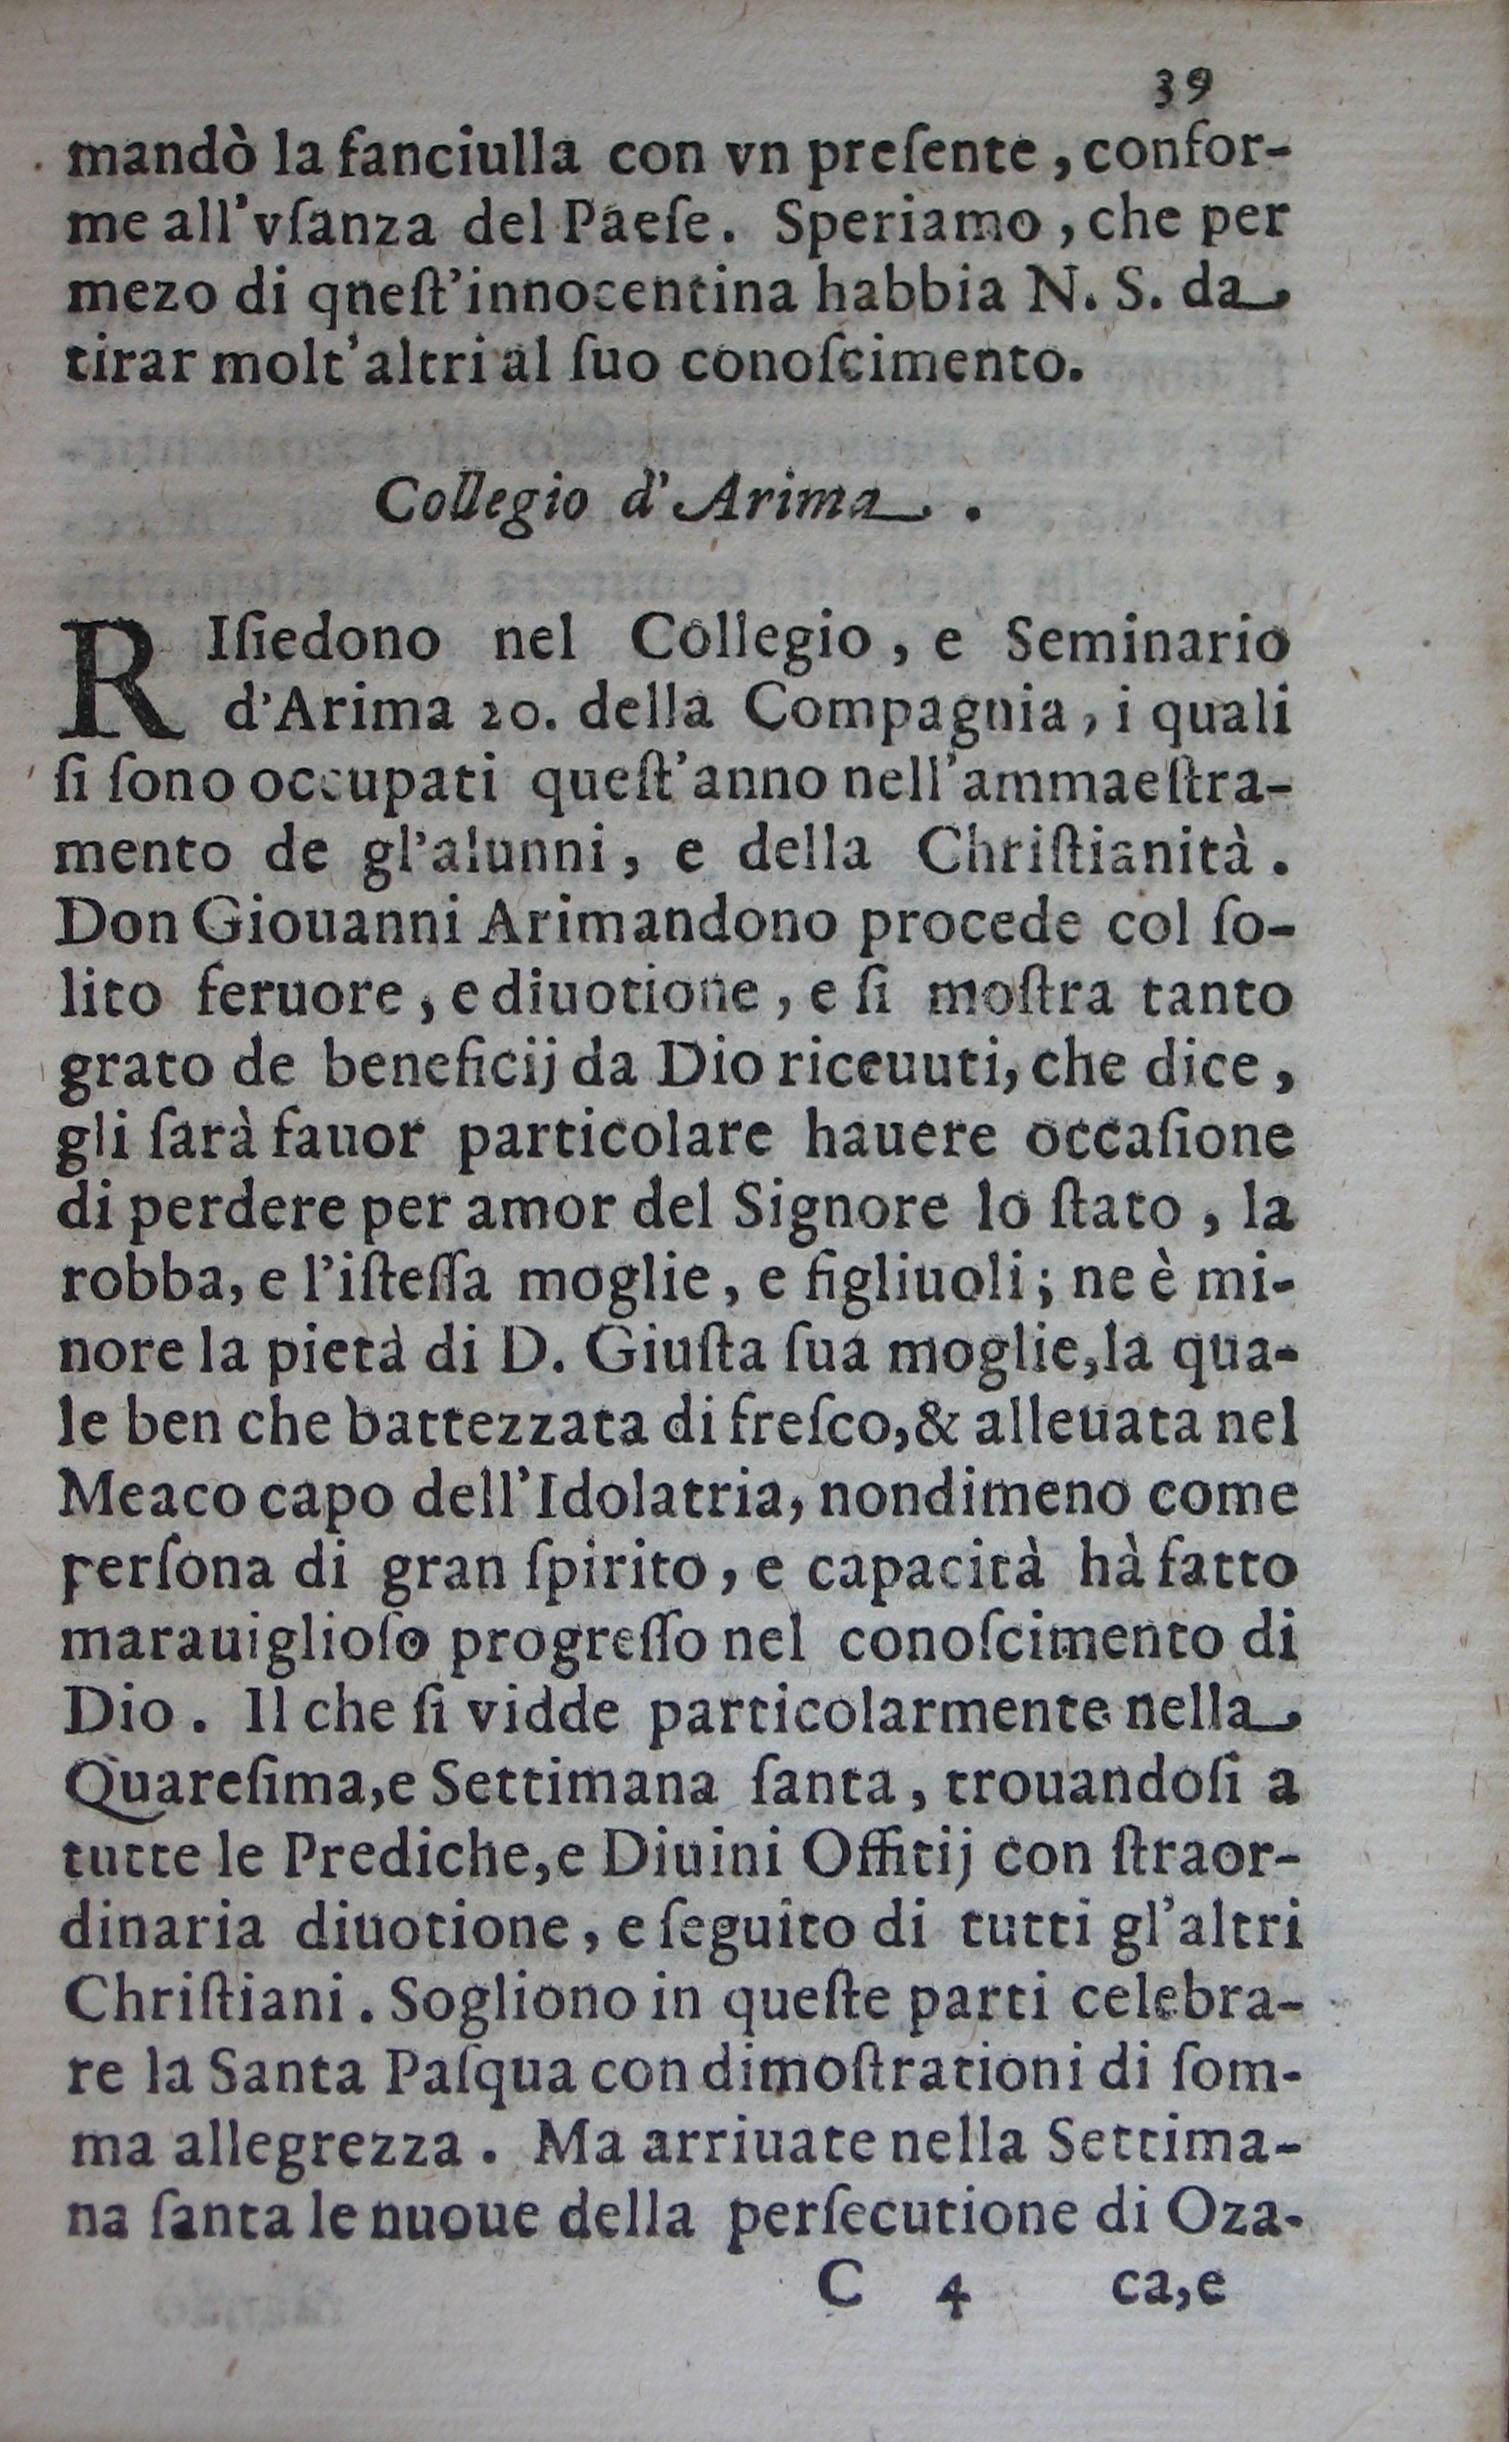 39
mandò la fanciulla con vn preſente, confor-
me all'vſanza del Paeſe. Speriamo, che per
mezo di qneſt'innocentina habbia N. S. da
tirar molt'altri al ſuo conoſcimento.
Collegio d'Arima.
RIſiedono nel Collegio, e Seminario
d'Arima 20. della Compagnia, i quali
ſi ſono occupati queſt'anno nell'ammaeſtra-
mento de gl'alunni, e della Chriſtianità.
Don Giouanni Arimandono procede col ſo-
lito feruore, e diuotione, e ſi moſtra tanto
grato de beneficij da Dio riceuuti, che dice,
gli ſarà fauor particolare hauere occaſione
di perdere per amor del Signore lo ſtato, la
robba, e l'iſteſſa moglie, e figliuoli; ne è mi-
nore la pietà di D. Giuſta ſua moglie, la qua-
le ben che battezzata di freſco, & alleuata nel
Meaco capo dell'Idolatria, nondimeno come
perſona di gran ſpirito, e capacità hà fatto
marauiglioſo progreſſo nel conoſcimento di
Dio. Il che ſi vidde particolarmente nella
Quareſima, e Settimana ſanta, trouandoſi a
tutte le Prediche, e Diuini Offitij con ſtraor-
dinaria diuotione, e ſeguito di tutti gl'altri
Chriſtiani. Sogliono in queſte parti celebra-
re la Santa Paſqua con dimoſtrationi di ſom-
ma allegrezza. Ma arriuate nella Settima-
na ſanta le nuoue della perſecutione di Oza-
C 4 ca, e